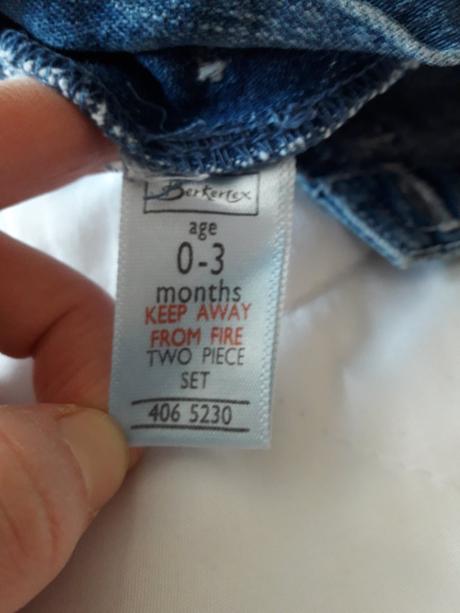 Berkertex
age
0-3
months
KEEP AWAY
FROM FIRE
TWO PIECE
SET
406 5230